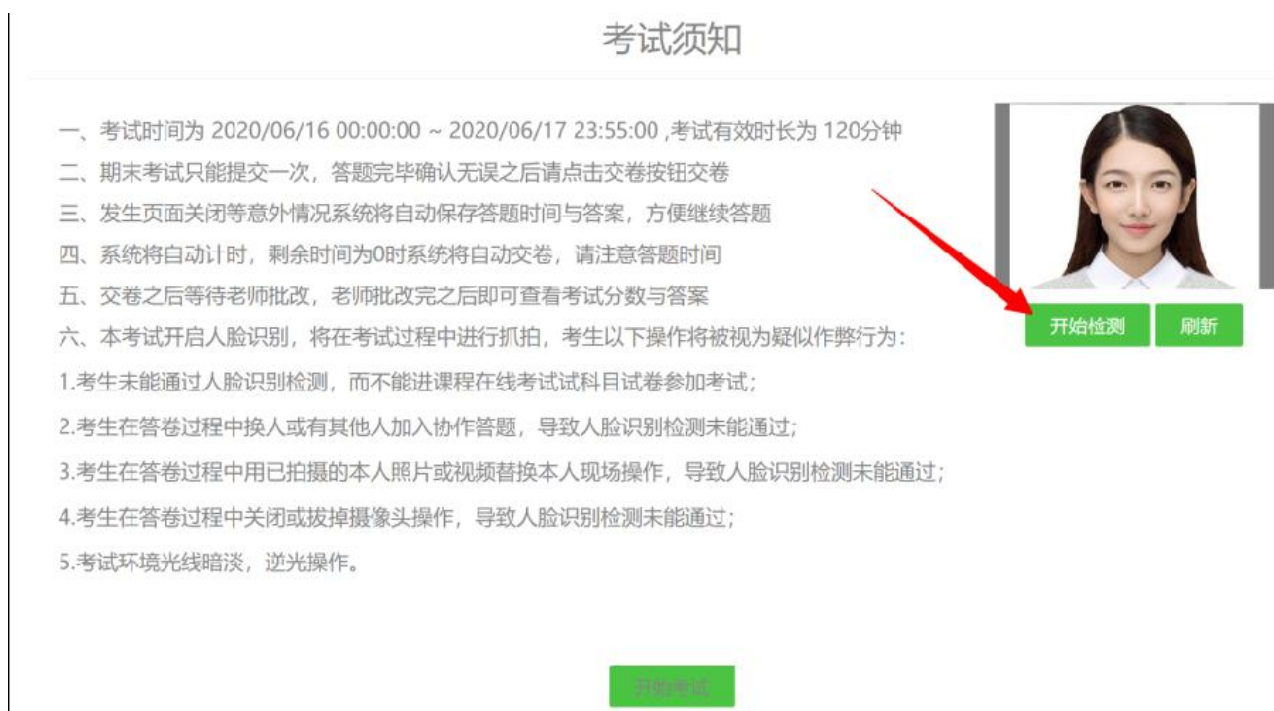 考试须知
一、考试时间为 2020/06/16 00:00:00 ~ 2020/06/17 23:55:00 ,考试有效时长为 120分钟
二、期末考试只能提交一次，答题完毕确认无误之后请点击交卷按钮交卷
三、发生页面关闭等意外情况系统将自动保存答题时间与答案，方便继续答题
四、系统将自动计时，剩余时间为0时系统将自动交卷，请注意答题时间
五、交卷之后等待老师批改，老师批改完之后即可查看考试分数与答案
六、本考试开启人脸识别，将在考试过程中进行抓拍，考生以下操作将被视为疑似作弊行为：
1.考生未能通过人脸识别检测，而不能进课程在线考试试科目试卷参加考试；
2.考生在答卷过程中换人或有其他人加入协作答题，导致人脸识别检测未能通过；
3.考生在答卷过程中用已拍摄的本人照片或视频替换本人现场操作，导致人脸识别检测未能通过；
4.考生在答卷过程中关闭或拔掉摄像头操作，导致人脸识别检测未能通过；
5.考试环境光线暗淡，逆光操作。
开始检测
刷新
开始考试